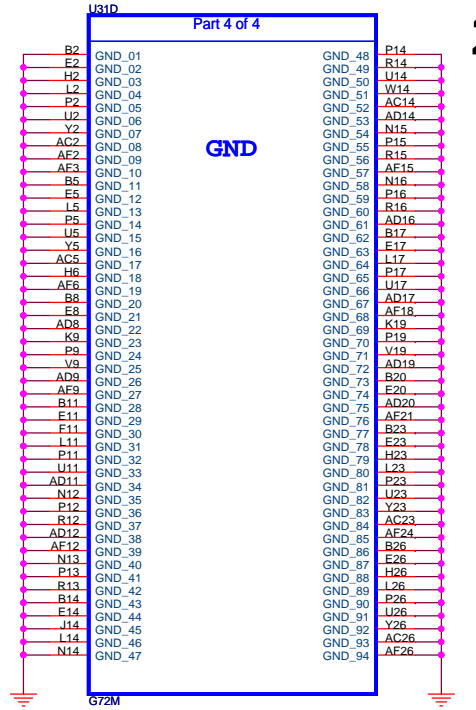 U31D
Part 4 of 4
GND
B2 GND_01 GND_48 P14
E2 GND_02 GND_49 R14
H2 GND_03 GND_50 U14
L2 GND_04 GND_51 W14
P2 GND_05 GND_52 AC14
U2 GND_06 GND_53 AD14
Y2 GND_07 GND_54 N15
AC2 GND_08 GND_55 P15
AF2 GND_09 GND_56 R15
AF3 GND_10 GND_57 AF15
B5 GND_11 GND_58 N16
E5 GND_12 GND_59 P16
L5 GND_13 GND_60 R16
P5 GND_14 GND_61 AD16
U5 GND_15 GND_62 B17
Y5 GND_16 GND_63 E17
AC5 GND_17 GND_64 L17
H6 GND_18 GND_65 P17
AF6 GND_19 GND_66 U17
B8 GND_20 GND_67 AD17
E8 GND_21 GND_68 AF18
AD8 GND_22 GND_69 K19
K9 GND_23 GND_70 P19
P9 GND_24 GND_71 V19
V9 GND_25 GND_72 AD19
AD9 GND_26 GND_73 B20
AF9 GND_27 GND_74 E20
B11 GND_28 GND_75 AD20
E11 GND_29 GND_76 AF21
F11 GND_30 GND_77 B23
L11 GND_31 GND_78 E23
P11 GND_32 GND_79 H23
U11 GND_33 GND_80 L23
AD11 GND_34 GND_81 P23
N12 GND_35 GND_82 U23
P12 GND_36 GND_83 Y23
R12 GND_37 GND_84 AC23
AD12 GND_38 GND_85 AF24
AF12 GND_39 GND_86 B26
N13 GND_40 GND_87 E26
P13 GND_41 GND_88 H26
R13 GND_42 GND_89 L26
B14 GND_43 GND_90 P26
E14 GND_44 GND_91 U26
J14 GND_45 GND_92 Y26
L14 GND_46 GND_93 AC26
N14 GND_47 GND_94 AF26
G72M